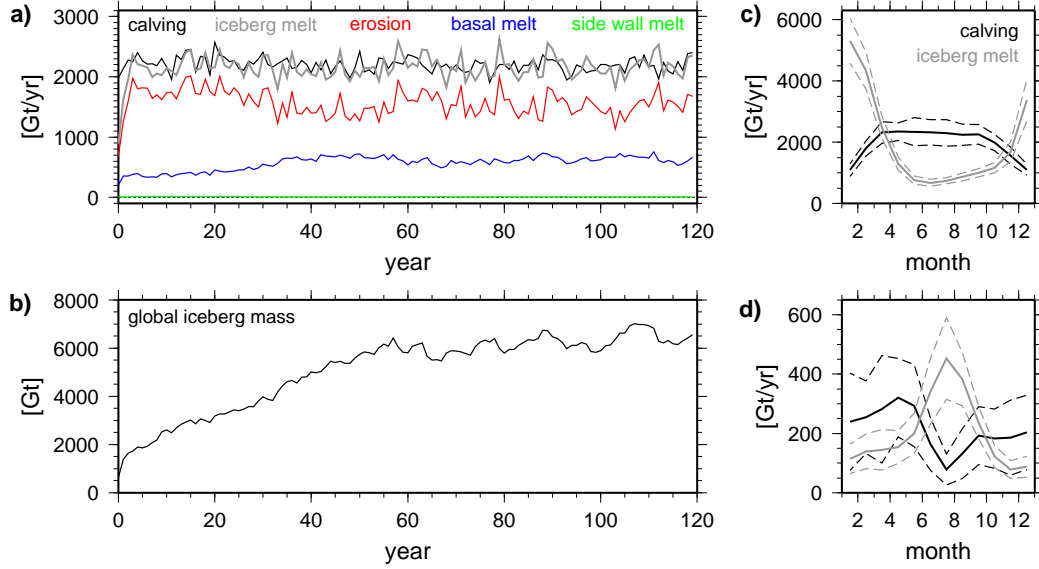 a)
calving iceberg melt erosion basal melt side wall melt
[Gt/yr]
3000
2000
1000
0
0 20 40 60 80 100 120
year
b)
global iceberg mass
[Gt]
8000
6000
4000
2000
0
0 20 40 60 80 100 120
year
c)
calving
iceberg melt
[Gt/yr]
6000
4000
2000
0
2 4 6 8 10 12
month
d)
[Gt/yr]
600
400
200
0
2 4 6 8 10 12
month